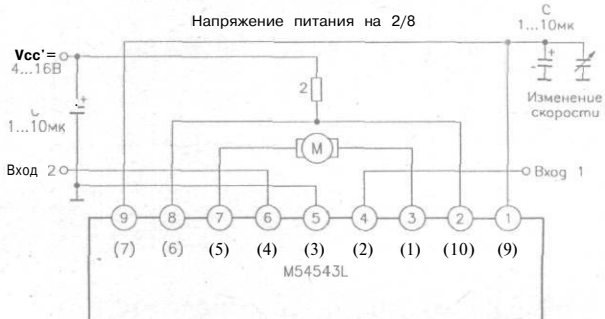 Напряжение питания на 2/8
С
1...10мк
Vcc'=
4...16В
2
+
-
Изменение
скорости
+
1...10мк
М
Вход 2
Вход 1
9 8 7 6 5 4 3 2 1
(7) (6) (5) (4) (3) (2) (1) (10) (9)
M54543L